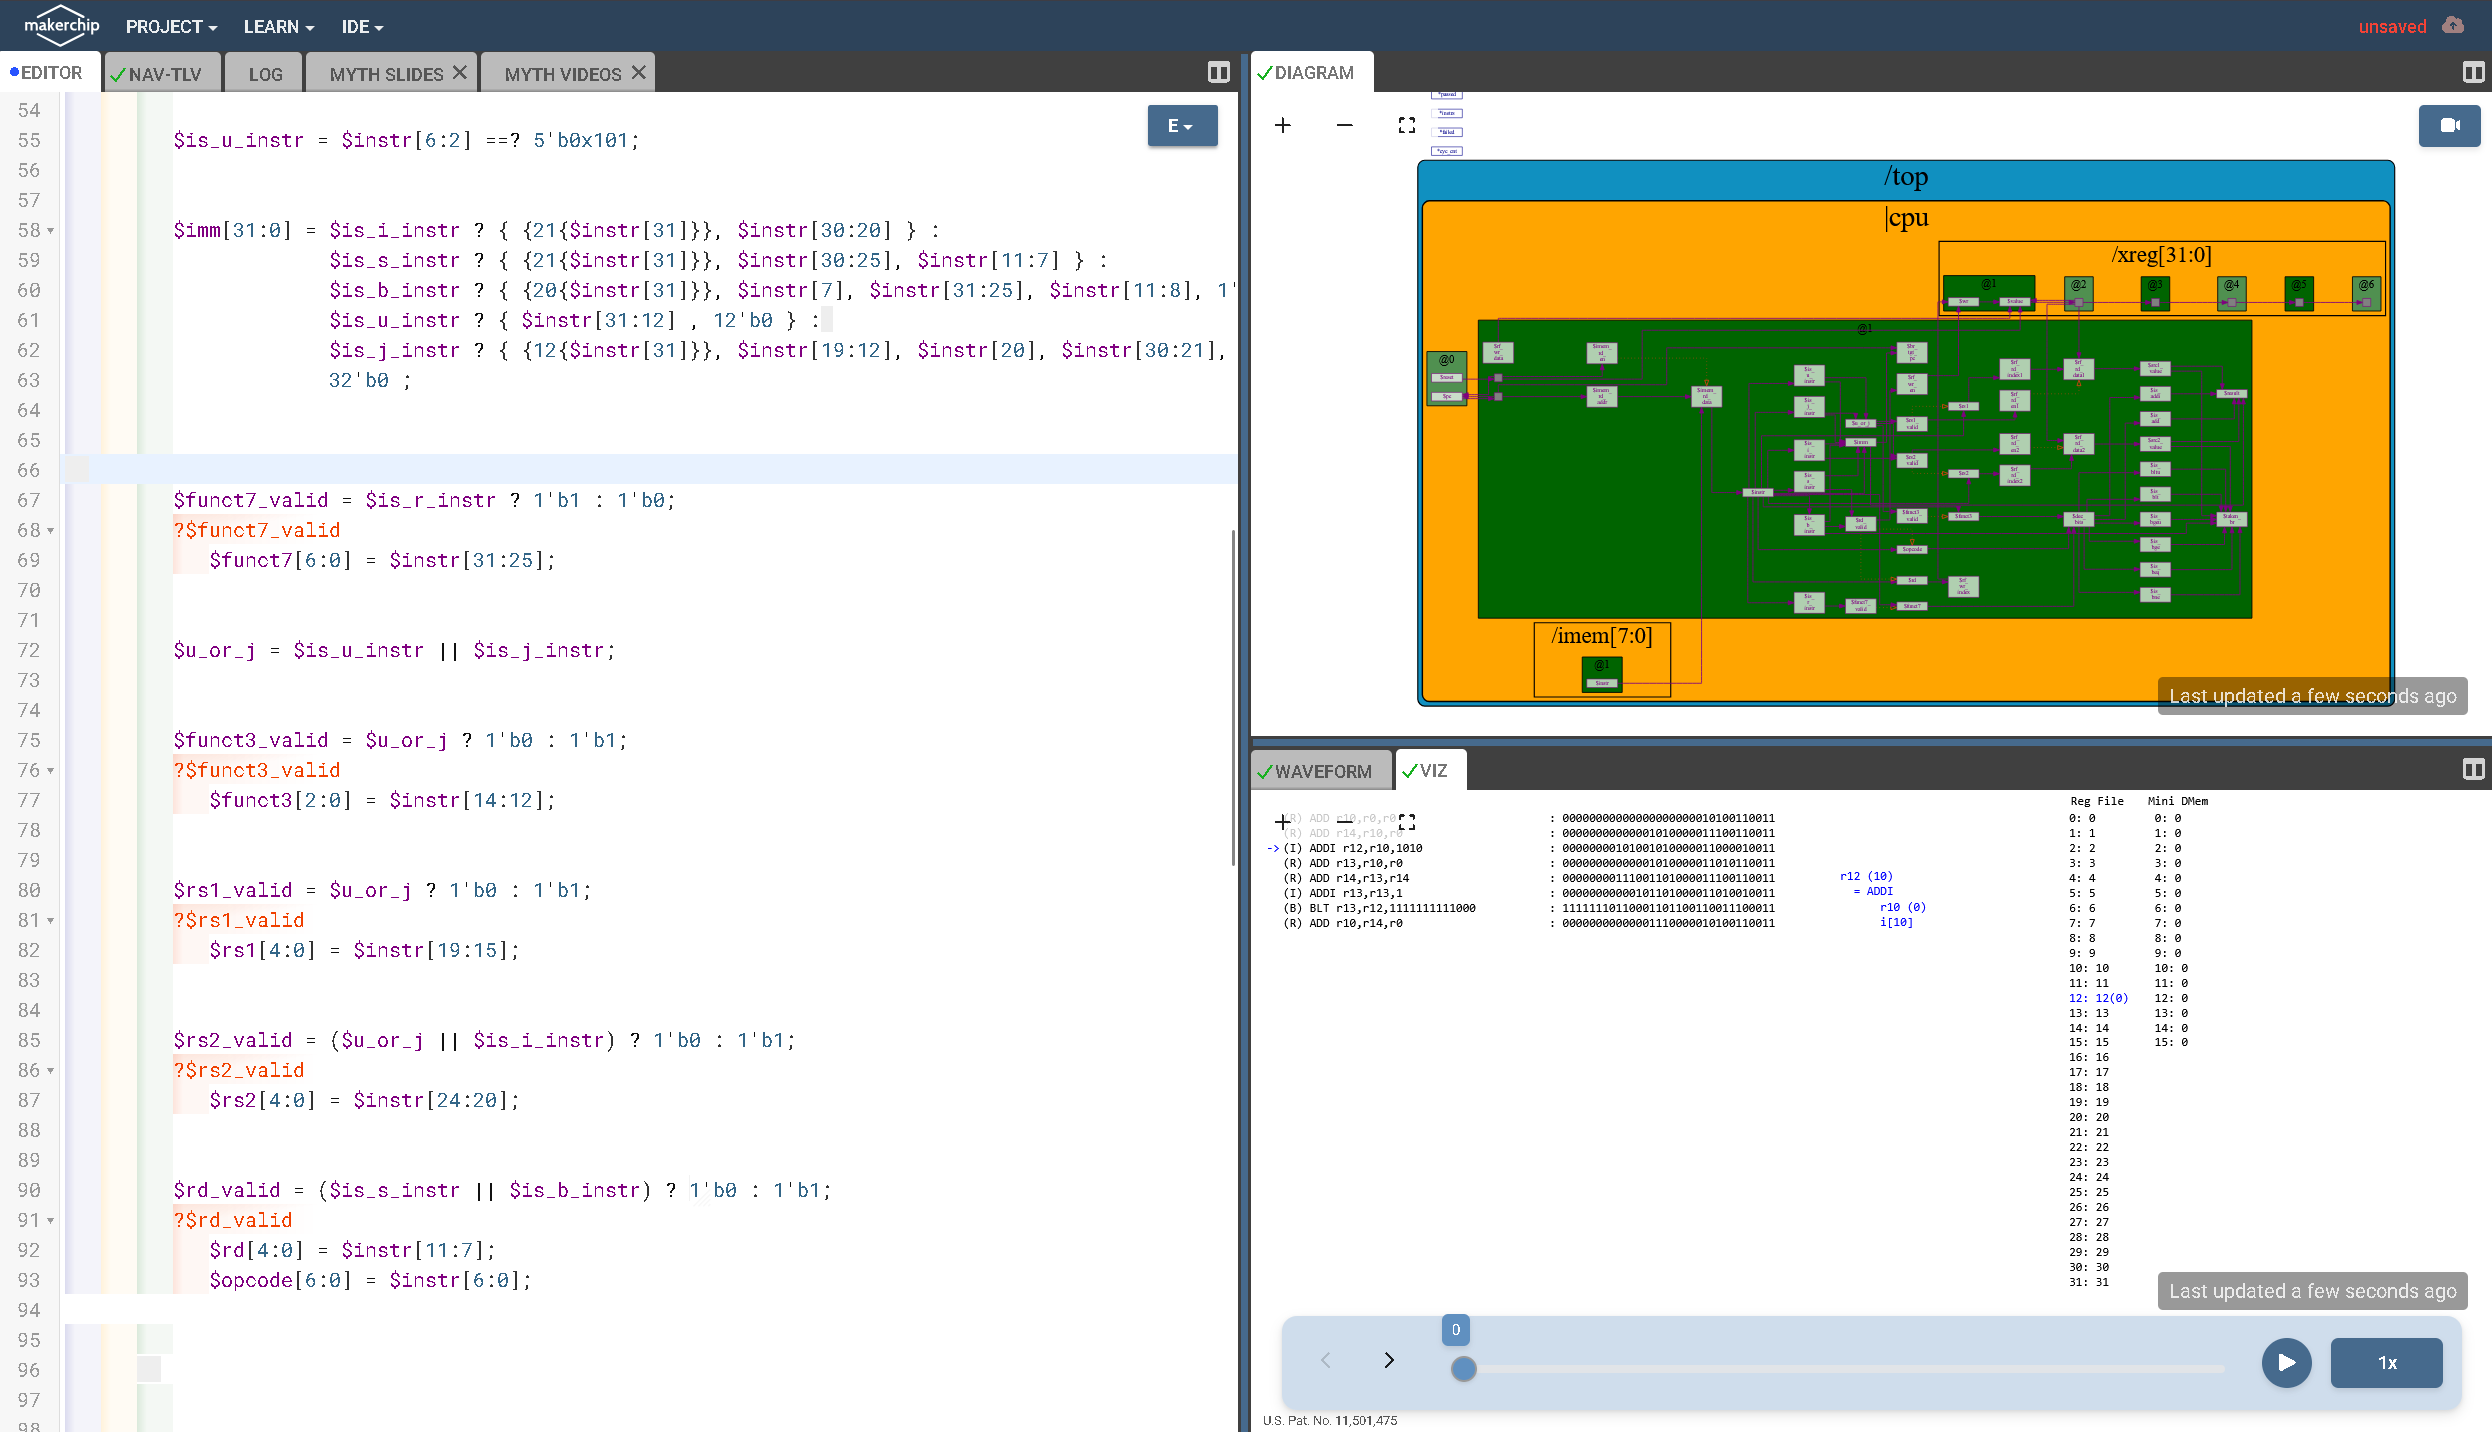 makerchip PROJECT LEARN IDE unsaved
EDITOR NAV-TLV LOG MYTH SLIDES MYTH VIDEOS
E
54
55 $is_u_instr = $instr[6:2] ==? 5'b0x101;
56
57
58 $imm[31:0] = $is_i_instr ? { {21{$instr[31]}}, $instr[30:20] } :
59 $is_s_instr ? { {21{$instr[31]}}, $instr[30:25], $instr[11:7] } :
60 $is_b_instr ? { {20{$instr[31]}}, $instr[7], $instr[31:25], $instr[11:8], 1'
61 $is_u_instr ? { $instr[31:12] , 12'b0 } :
62 $is_j_instr ? { {12{$instr[31]}}, $instr[19:12], $instr[20], $instr[30:21],
63 32'b0 ;
64
65
66
67 $funct7_valid = $is_r_instr ? 1'b1 : 1'b0;
68 ?$funct7_valid
69 $funct7[6:0] = $instr[31:25];
70
71
72 $u_or_j = $is_u_instr || $is_j_instr;
73
74
75 $funct3_valid = $u_or_j ? 1'b0 : 1'b1;
76 ?$funct3_valid
77 $funct3[2:0] = $instr[14:12];
78
79
80 $rs1_valid = $u_or_j ? 1'b0 : 1'b1;
81 ?$rs1_valid
82 $rs1[4:0] = $instr[19:15];
83
84
85 $rs2_valid = ($u_or_j || $is_i_instr) ? 1'b0 : 1'b1;
86 ?$rs2_valid
87 $rs2[4:0] = $instr[24:20];
88
89
90 $rd_valid = ($is_s_instr || $is_b_instr) ? 1'b0 : 1'b1;
91 ?$rd_valid
92 $rd[4:0] = $instr[11:7];
93 $opcode[6:0] = $instr[6:0];
94
95
96
97
98
DIAGRAM
/top
|cpu
/xreg[31:0]
@1 @2 @3 @4 @5 @6
@1
@0
/imem[7:0]
@1
Last updated a few seconds ago
WAVEFORM VIZ
(R) ADD r10,r0,r0 : 00000000000000000000010100110011
(R) ADD r14,r10,r0 : 00000000000001010000011100110011
-> (I) ADDI r12,r10,1010 : 00000000101001010000011000010011
(R) ADD r13,r10,r0 : 00000000000001010000011010110011
(R) ADD r14,r13,r14 : 00000000111001101000011100110011
(I) ADDI r13,r13,1 : 00000000000101101000011010010011
(B) BLT r13,r12,1111111111000 : 11111110110001101100110011100011
(R) ADD r10,r14,r0 : 00000000000001110000010100110011
r12 (10)
= ADDI
r10 (0)
i[10]
Reg File Mini DMem
0: 0 0: 0
1: 1 1: 0
2: 2 2: 0
3: 3 3: 0
4: 4 4: 0
5: 5 5: 0
6: 6 6: 0
7: 7 7: 0
8: 8 8: 0
9: 9 9: 0
10: 10 10: 0
11: 11 11: 0
12: 12(0) 12: 0
13: 13 13: 0
14: 14 14: 0
15: 15 15: 0
16: 16
17: 17
18: 18
19: 19
20: 20
21: 21
22: 22
23: 23
24: 24
25: 25
26: 26
27: 27
28: 28
29: 29
30: 30
31: 31
Last updated a few seconds ago
0
1x
U.S. Pat. No. 11,501,475